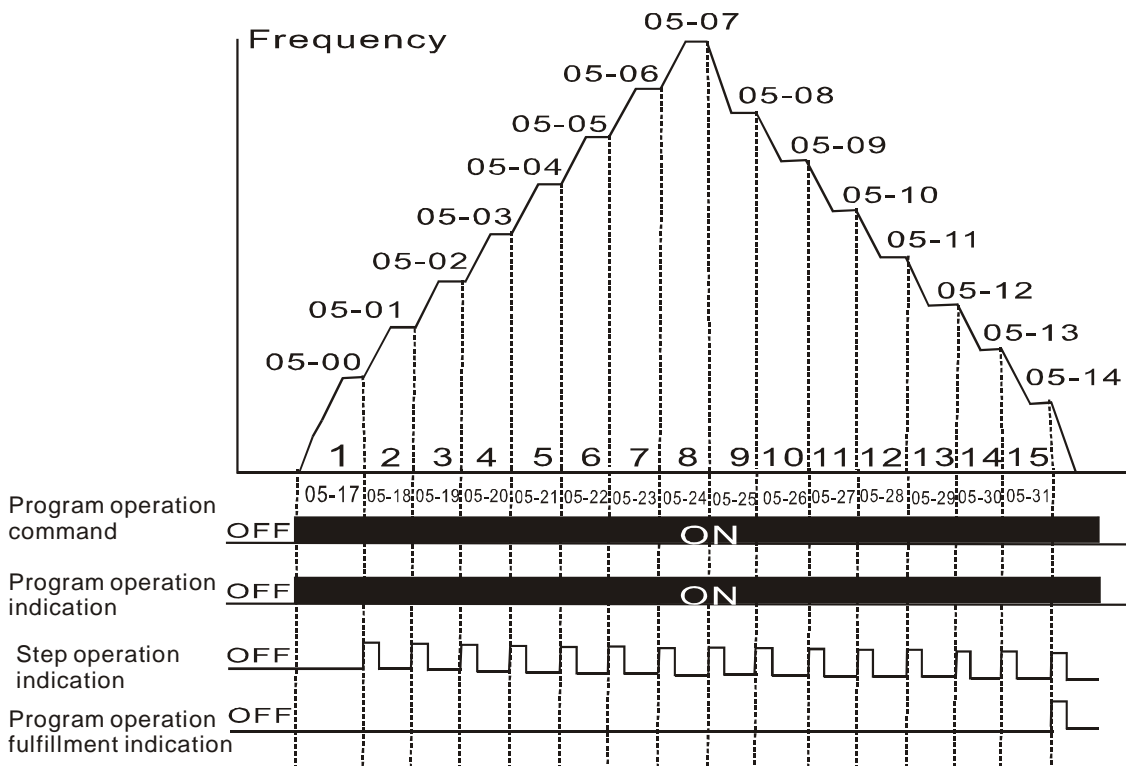 Frequency
05-07
05-06
05-08
05-05
05-09
05-04
05-10
05-03
05-11
05-02
05-12
05-01
05-13
05-00
05-14
1 2 3 4 5 6 7 8 9 10 11 12 13 14 15
05-17 05-18 05-19 05-20 05-21 05-22 05-23 05-24 05-25 05-26 05-27 05-28 05-29 05-30 05-31
Program operation
command
OFF
ON
Program operation
indication
OFF
ON
Step operation
indication
OFF
Program operation
fulfillment indication
OFF